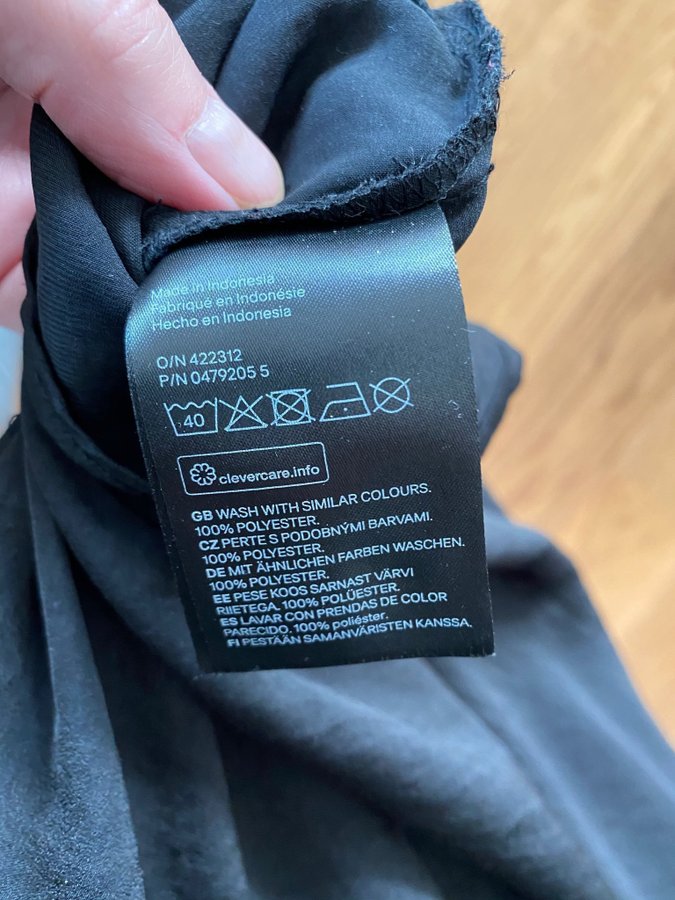 Made in Indonesia
Fabriqué en Indonésie
Hecho en Indonesia
O/N 422312
P/N 0479205 5
40
clevercare.info
GB WASH WITH SIMILAR COLOURS.
100% POLYESTER.
CZ PERTE S PODOBNÝMI BARVAMI.
100% POLYESTER.
DE MIT ÄHNLICHEN FARBEN WASCHEN.
100% POLYESTER.
EE PESE KOOS SARNAST VÄRVI
RIIETEGA. 100% POLÜESTER.
ES LAVAR CON PRENDAS DE COLOR
PARECIDO. 100% poliéster.
FI PESTÄÄN SAMANVÄRISTEN KANSSA.